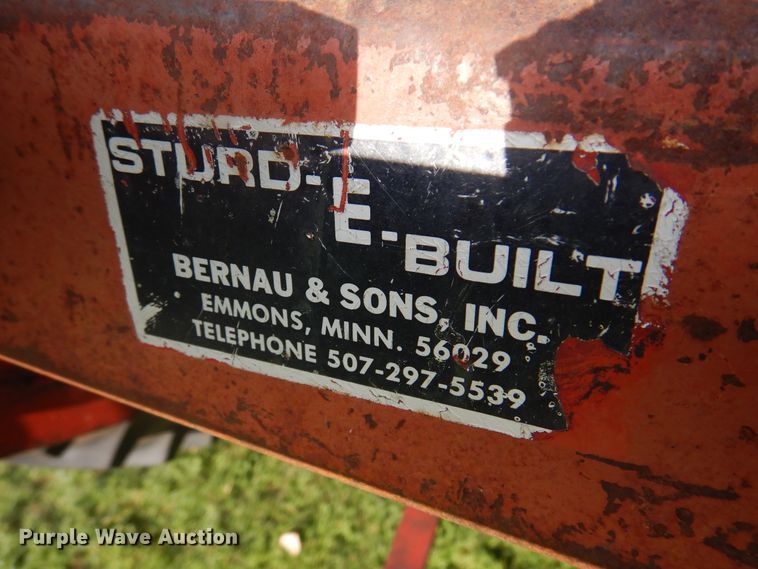 STURD-
E-BUILT
BERNAU & SONS, INC.
EMMONS, MINN. 56029
TELEPHONE 507-297-5539
Purple Wave Auction